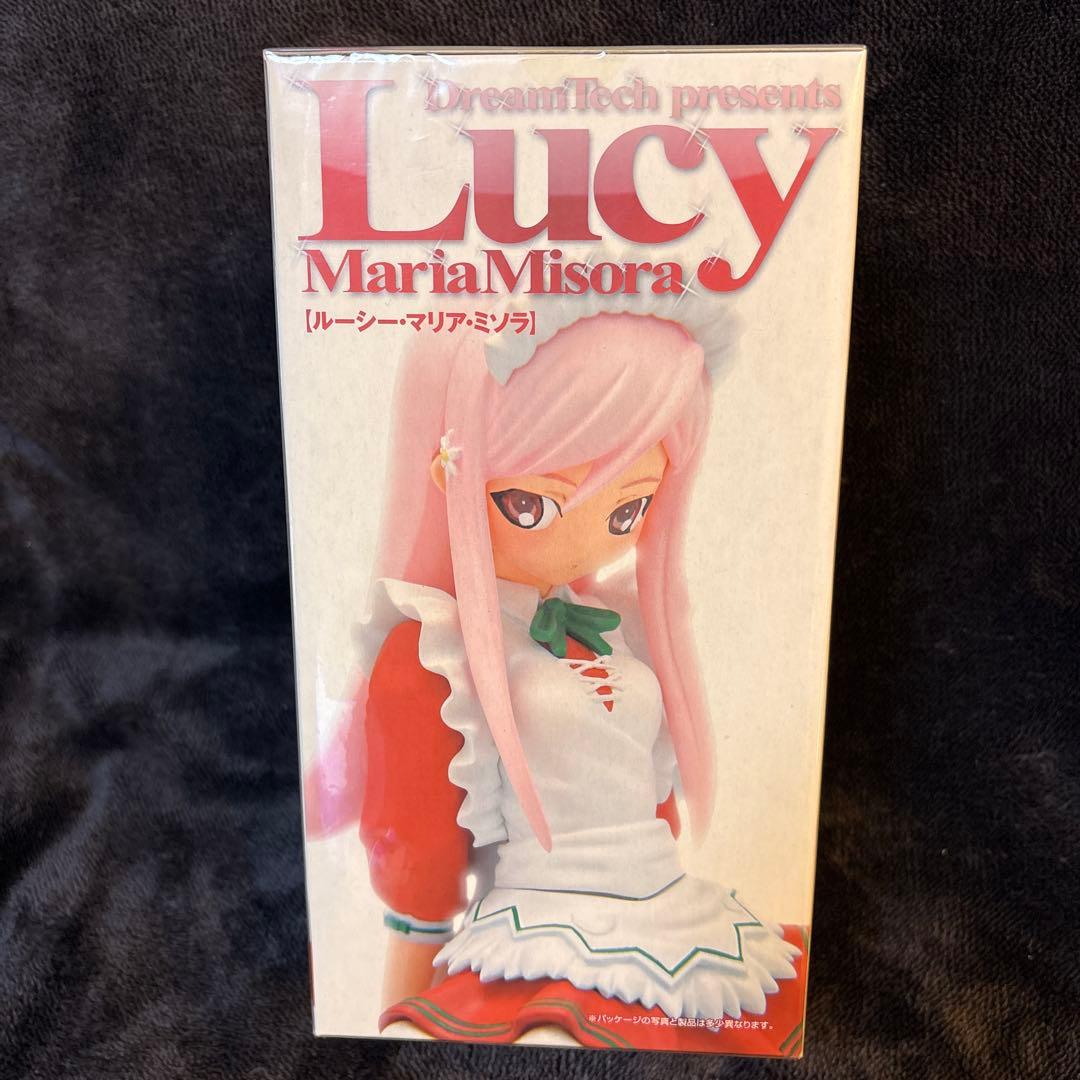 DreamTech presents
Lucy
MariaMisora
【ルーシー・マリア・ミソラ】
※パッケージの写真と製品は多少異なります。